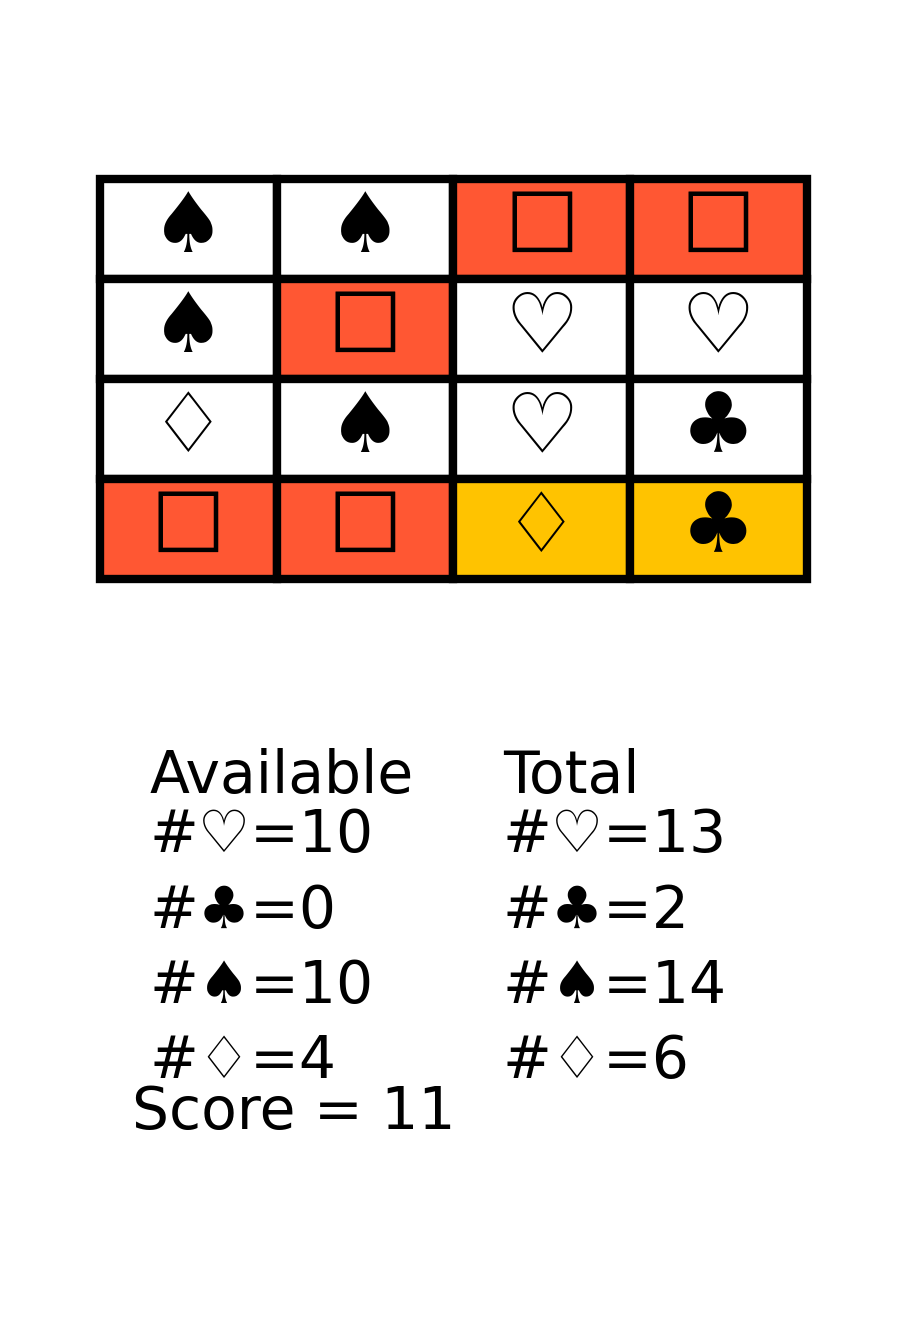 ♠ ♠ □ □
♠ □ ♡ ♡
♢ ♠ ♡ ♣
□ □ ♢ ♣
Available Total
#♡=10 #♡=13
#♣=0 #♣=2
#♠=10 #♠=14
#♢=4 #♢=6
Score = 11